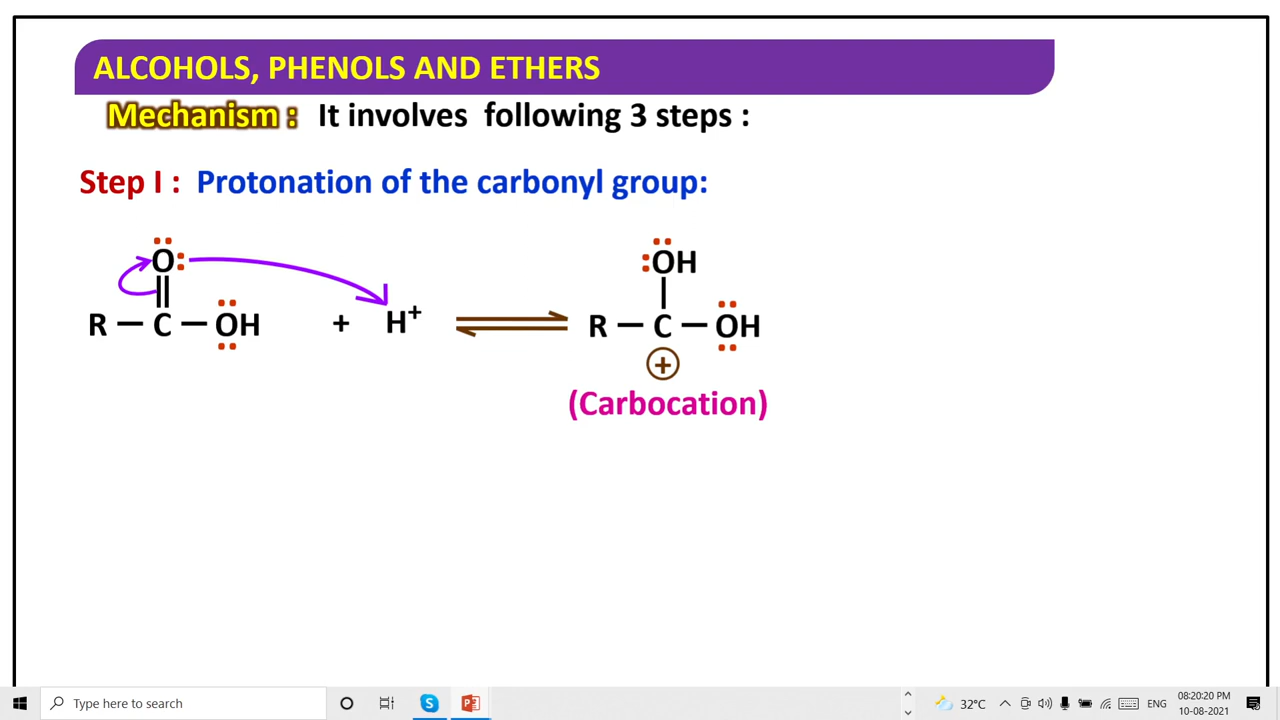 ALCOHOLS, PHENOLS AND ETHERS
Mechanism : It involves following 3 steps :
Step I : Protonation of the carbonyl group:
O OH
R — C — OH + H⁺ R — C — OH
+
(Carbocation)
Type here to search 32°C ENG 08:20:20 PM
10-08-2021